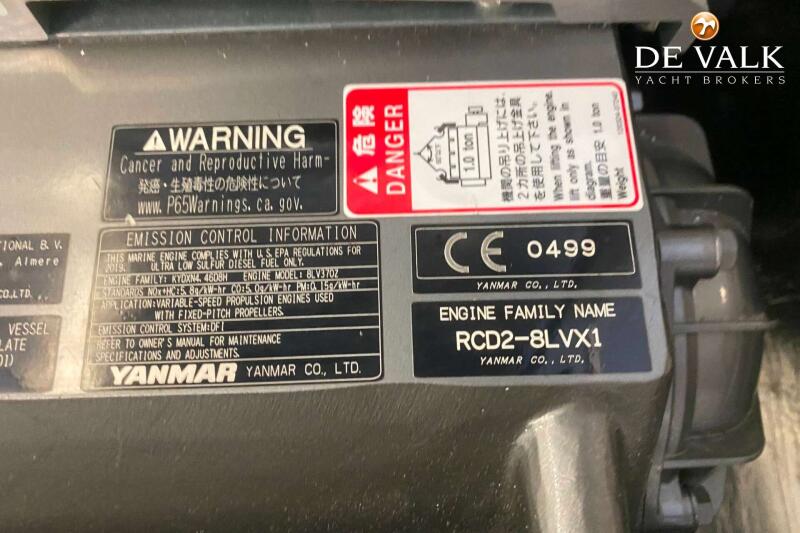 DE VALK
YACHT BROKERS
WARNING
Cancer and Reproductive Harm-
発癌・生殖毒性の危険性について
www.P65Warnings.ca.gov.
危険
DANGER
1.0 ton
機関の吊り上げには、
2カ所の吊上げ金具
を使用して下さい。
When lifting the engine.
lift only as shown in
diagram.
重量の目安 1.0 ton
Weight
EMISSION CONTROL INFORMATION
THIS MARINE ENGINE COMPLIES WITH U.S. EPA REGULATIONS FOR
2019. ULTRA LOW SULFUR DIESEL FUEL ONLY.
ENGINE FAMILY: ENGINE MODEL: 8LV370Z
STANDARDS NOx+HC:5.8g/kW-hr CO:5.0g/kW-hr PM:0.15g/kW-hr
APPLICATION:VARIABLE-SPEED PROPULSION ENGINES USED
WITH FIXED-PITCH PROPELLERS.
EMISSION CONTROL SYSTEM:DFI
REFER TO OWNER'S MANUAL FOR MAINTENANCE
SPECIFICATIONS AND ADJUSTMENTS.
YANMAR YANMAR CO., LTD.
CE 0499
YANMAR CO., LTD.
ENGINE FAMILY NAME
RCD2-8LVX1
YANMAR CO., LTD.
TIONAL B.V.
Almere
CO.,LTD.
VESSEL
LATE